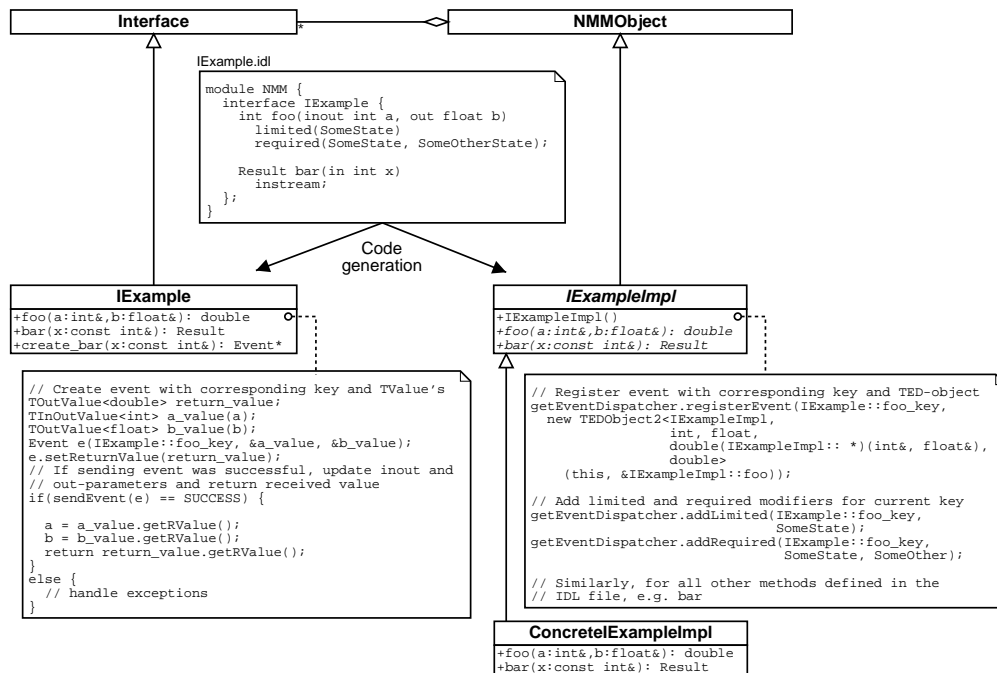 Interface
*
NMMObject
IExample.idl
module NMM {
interface IExample {
int foo(inout int a, out float b)
limited(SomeState)
required(SomeState, SomeOtherState);
Result bar(in int x)
instream;
};
}
Code
generation
IExample
+foo(a:int&,b:float&): double
+bar(x:const int&): Result
+create_bar(x:const int&): Event*
IExampleImpl
+IExampleImpl()
+foo(a:int&,b:float&): double
+bar(x:const int&): Result
// Create event with corresponding key and TValue's
TOutValue<double> return_value;
TInOutValue<int> a_value(a);
TOutValue<float> b_value(b);
Event e(IExample::foo_key, &a_value, &b_value);
e.setReturnValue(return_value);
// If sending event was successful, update inout and
// out-parameters and return received value
if(sendEvent(e) == SUCCESS) {
a = a_value.getRValue();
b = b_value.getRValue();
return return_value.getRValue();
}
else {
// handle exceptions
}
// Register event with corresponding key and TED-object
getEventDispatcher.registerEvent(IExample::foo_key,
new TEDObject2<IExampleImpl,
int, float,
double(IExampleImpl:: *)(int&, float&),
double>
(this, &IExampleImpl::foo));
// Add limited and required modifiers for current key
getEventDispatcher.addLimited(IExample::foo_key,
SomeState);
getEventDispatcher.addRequired(IExample::foo_key,
SomeState, SomeOther);
// Similarly, for all other methods defined in the
// IDL file, e.g. bar
ConcreteIExampleImpl
+foo(a:int&,b:float&): double
+bar(x:const int&): Result